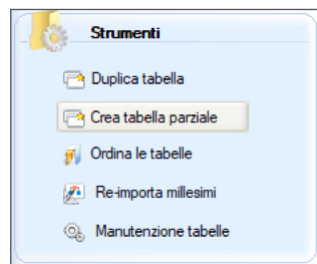 Strumenti
Duplica tabella
Crea tabella parziale
Ordina le tabelle
Re-importa millesimi
Manutenzione tabelle